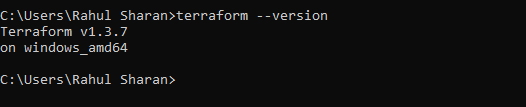 C:\Users\Rahul Sharan>terraform --version
Terraform v1.3.7
on windows_amd64
C:\Users\Rahul Sharan>